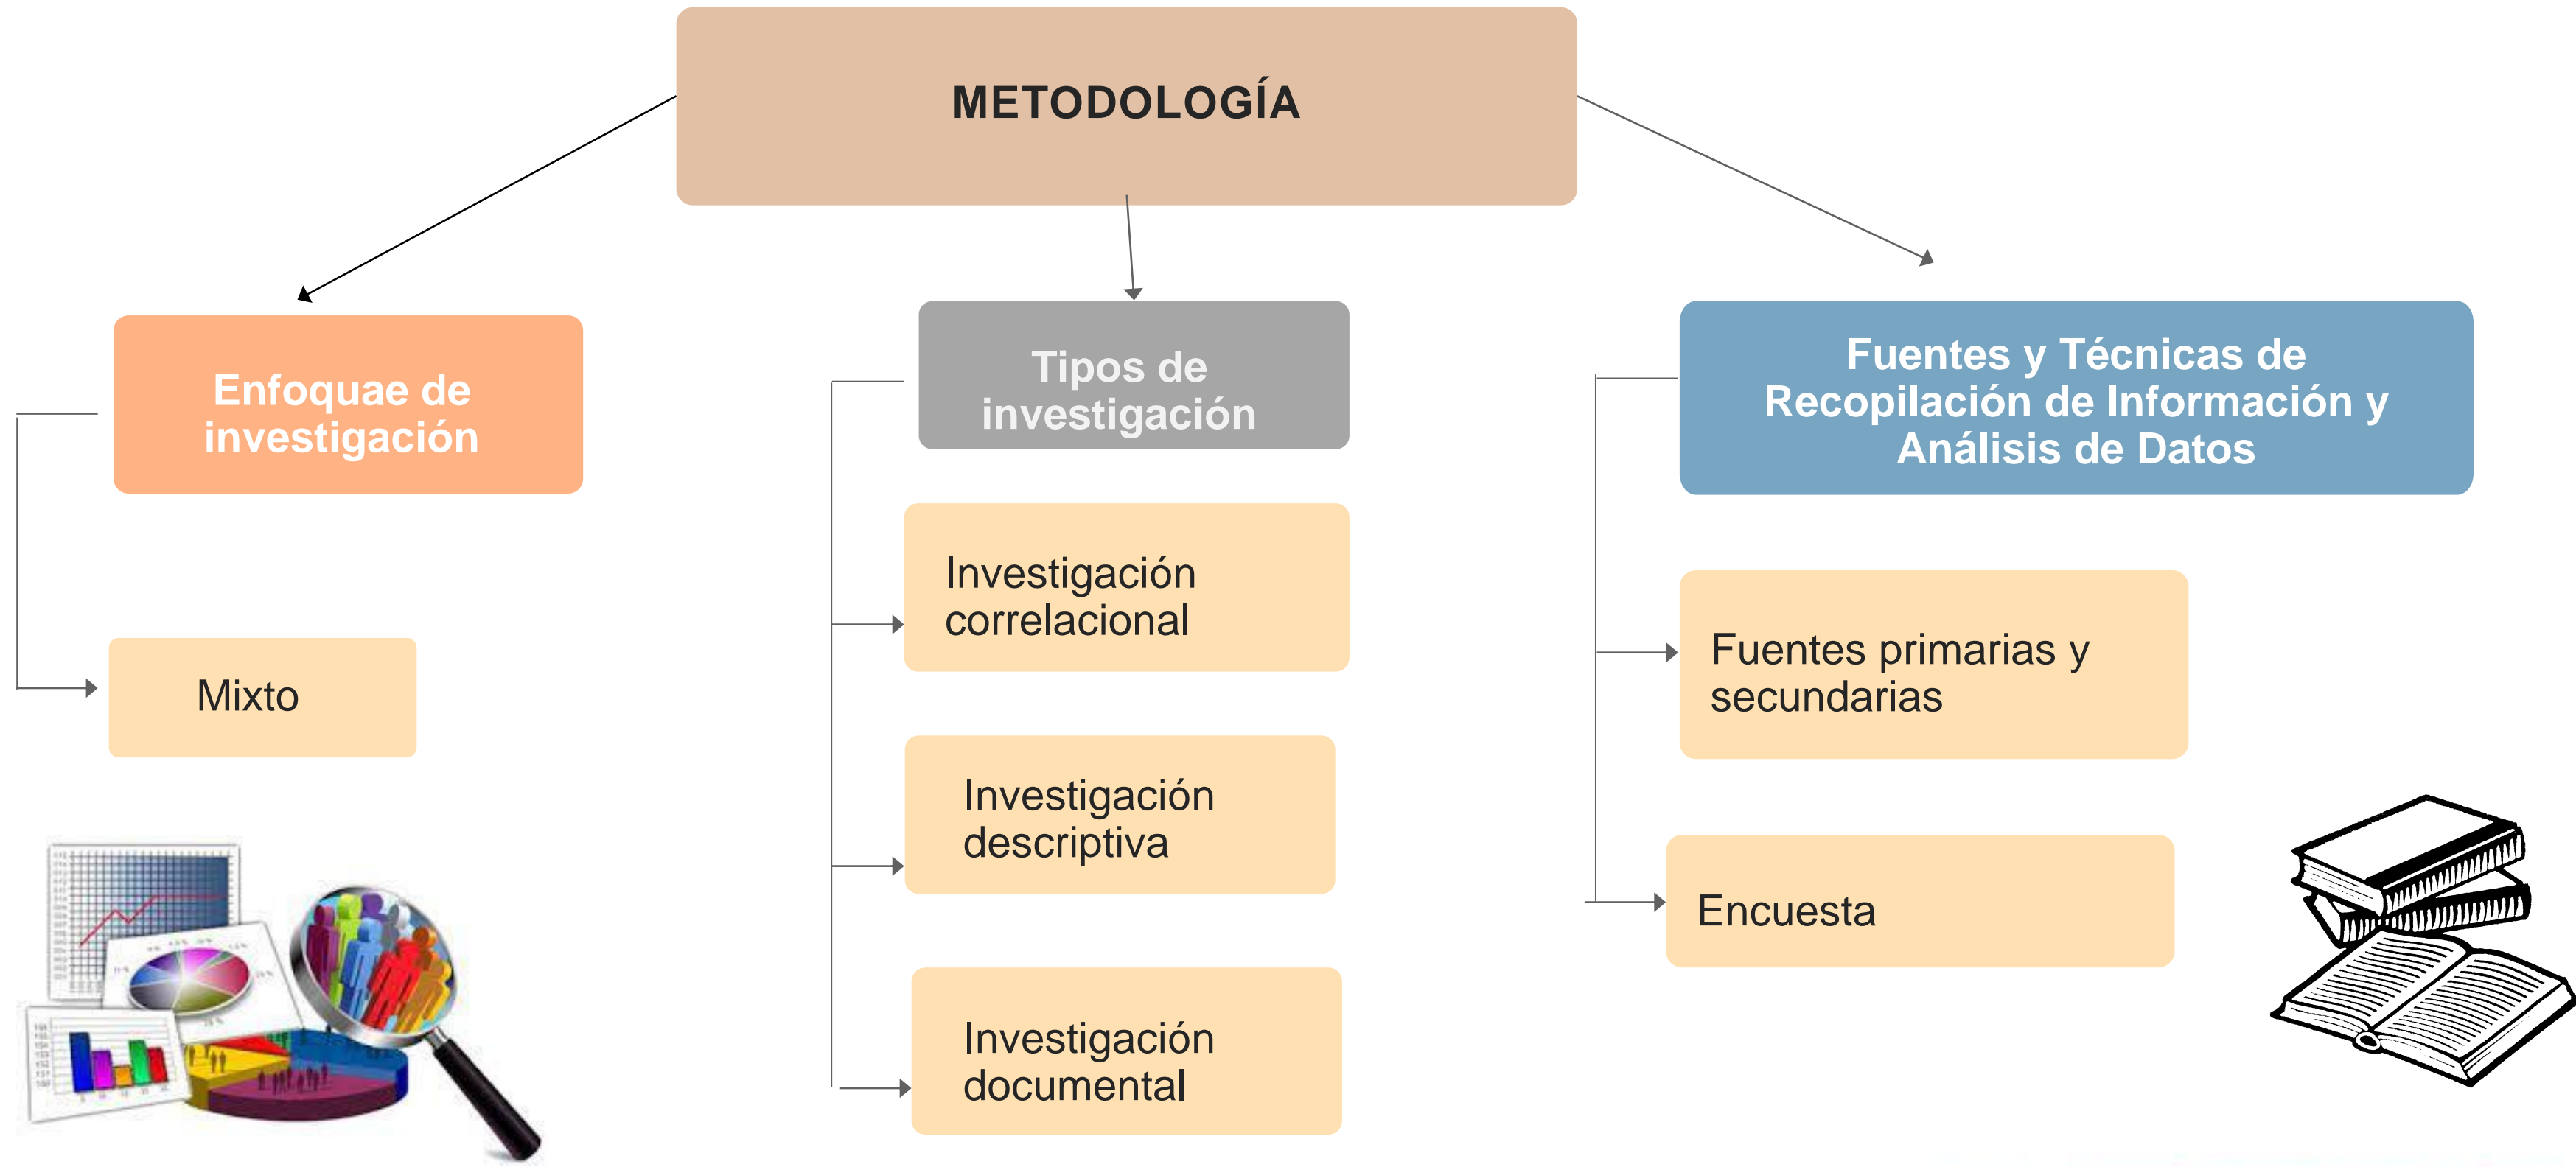 METODOLOGÍA
Enfoquae de
investigación
Mixto
Tipos de
investigación
Investigación
correlacional
Investigación
descriptiva
Investigación
documental
Fuentes y Técnicas de
Recopilación de Información y
Análisis de Datos
Fuentes primarias y
secundarias
Encuesta